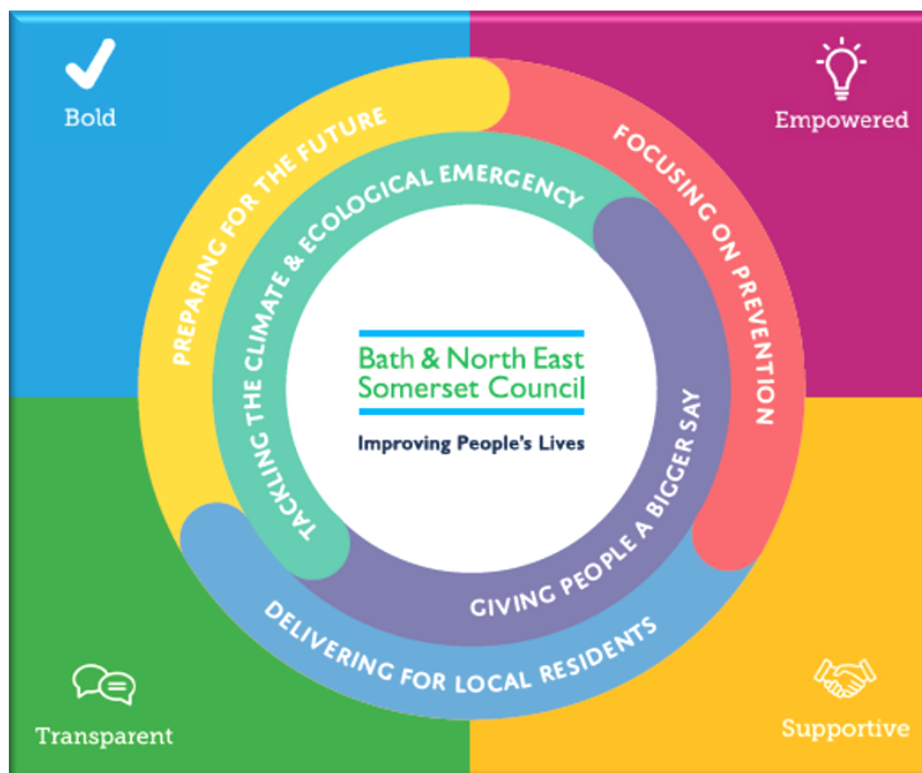 Bold
Empowered
PREPARING FOR THE FUTURE
FOCUSING ON PREVENTION
TACKLING THE CLIMATE & ECOLOGICAL EMERGENCY
Bath & North East
Somerset Council
Improving People's Lives
GIVING PEOPLE A BIGGER SAY
DELIVERING FOR LOCAL RESIDENTS
Transparent
Supportive